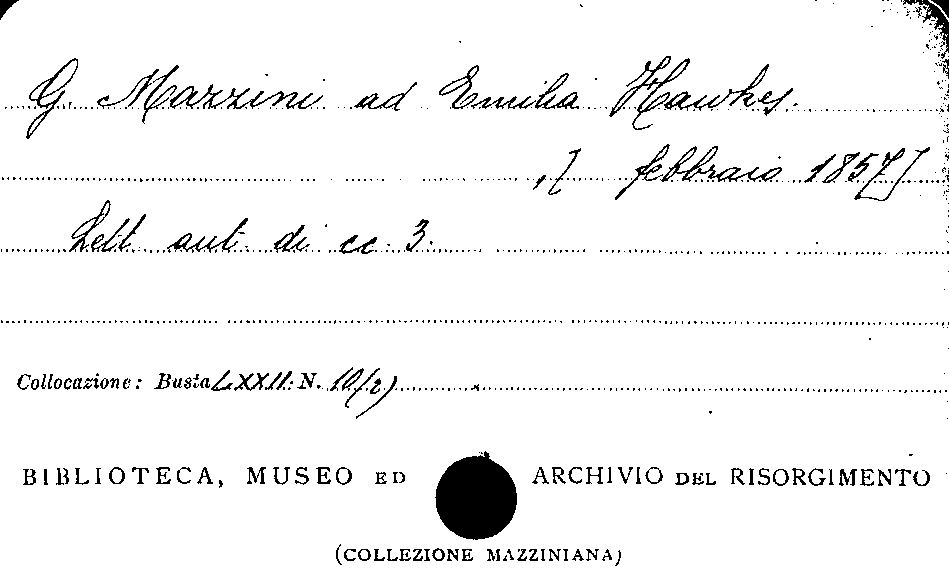 G. Mazzini ad Emilia Hawkes.
,[ febbraio 1857]
Lett. aut. di cc. 3.
Collocazione: Busta LXXII. N. 10/2)
BIBLIOTECA, MUSEO ED ARCHIVIO DEL RISORGIMENTO
(COLLEZIONE MAZZINIANA)